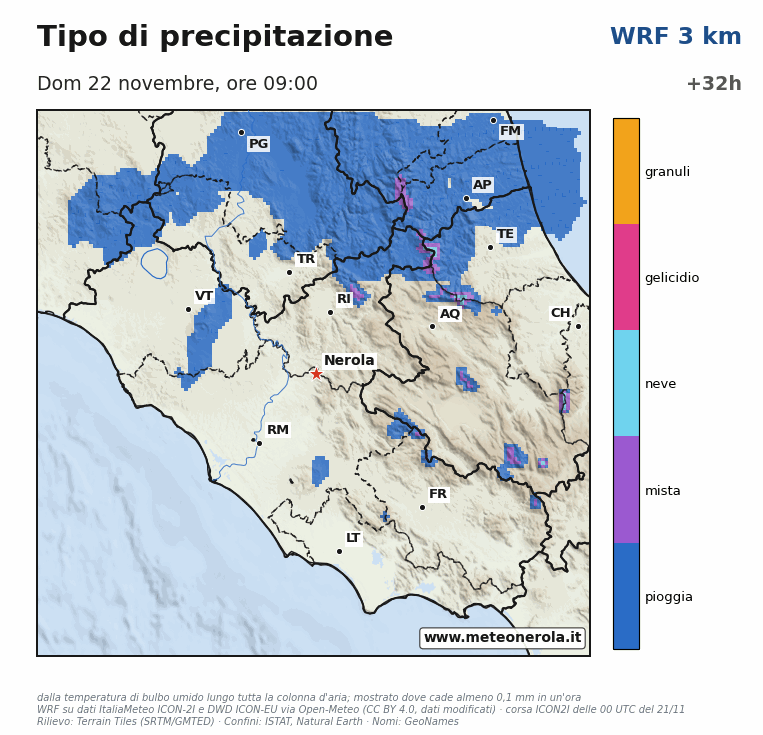 Tipo di precipitazione
WRF 3 km
Dom 22 novembre, ore 09:00
+32h
FM
PG
AP
TE
TR
VT
RI
AQ
CH
Nerola
RM
FR
LT
www.meteonerola.it
granuli
gelicidio
neve
mista
pioggia
dalla temperatura di bulbo umido lungo tutta la colonna d'aria; mostrato dove cade almeno 0,1 mm in un'ora
WRF su dati ItaliaMeteo ICON-2I e DWD ICON-EU via Open-Meteo (CC BY 4.0, dati modificati) · corsa ICON2I delle 00 UTC del 21/11
Rilievo: Terrain Tiles (SRTM/GMTED) · Confini: ISTAT, Natural Earth · Nomi: GeoNames